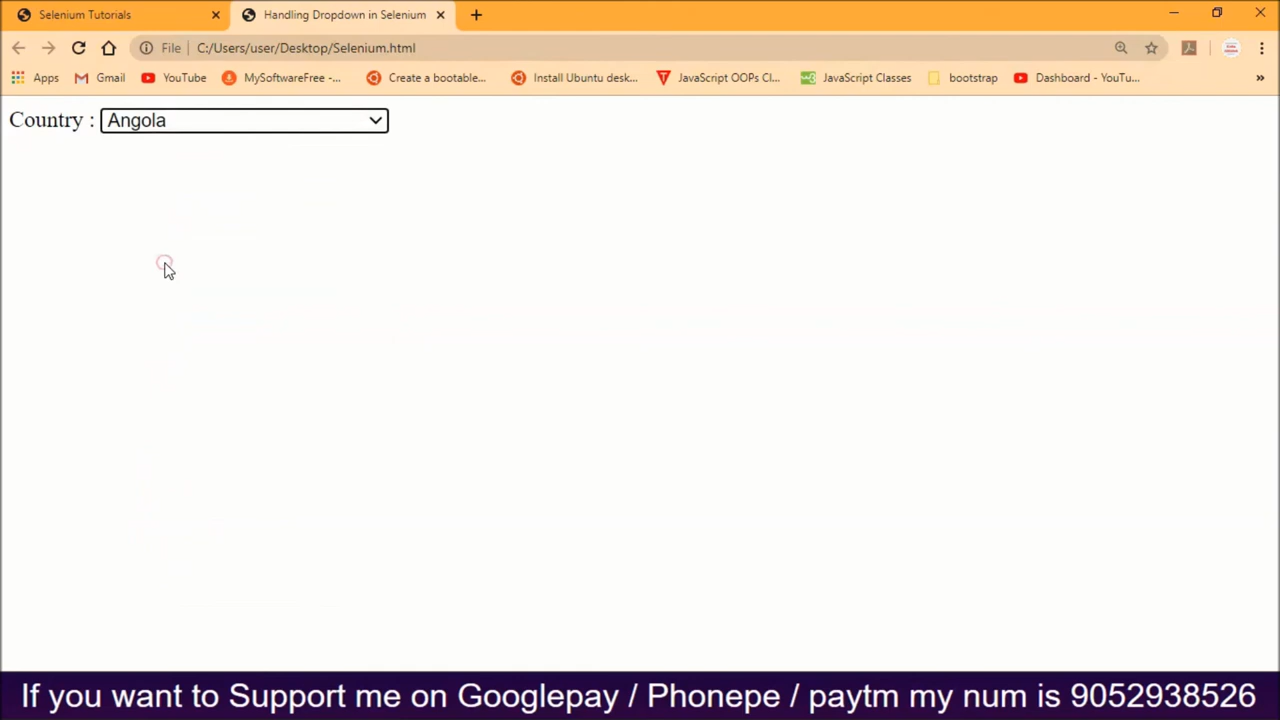 Selenium Tutorials
Handling Dropdown in Selenium
File
C:/Users/user/Desktop/Selenium.html
Apps
Gmail
YouTube
MySoftwareFree -...
Create a bootable...
Install Ubuntu desk...
JavaScript OOPs Cl...
JavaScript Classes
bootstrap
Dashboard - YouTu...
»
Country : Angola
If you want to Support me on Googlepay / Phonepe / paytm my num is 9052938526